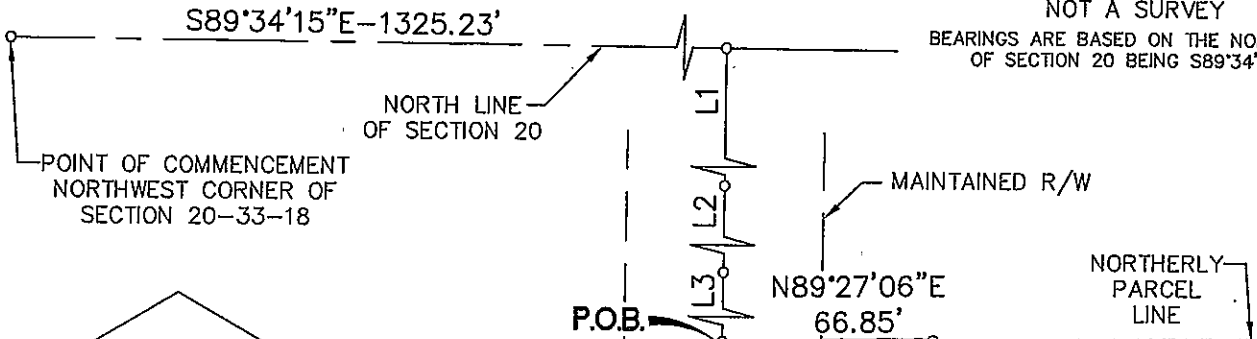 S89°34'15"E-1325.23'
NOT A SURVEY
BEARINGS ARE BASED ON THE NO
OF SECTION 20 BEING S89°34'
NORTH LINE
OF SECTION 20
L1
POINT OF COMMENCEMENT
NORTHWEST CORNER OF
SECTION 20-33-18
MAINTAINED R/W
L2
L3
N89°27'06"E
66.85'
NORTHERLY
PARCEL
LINE
P.O.B.